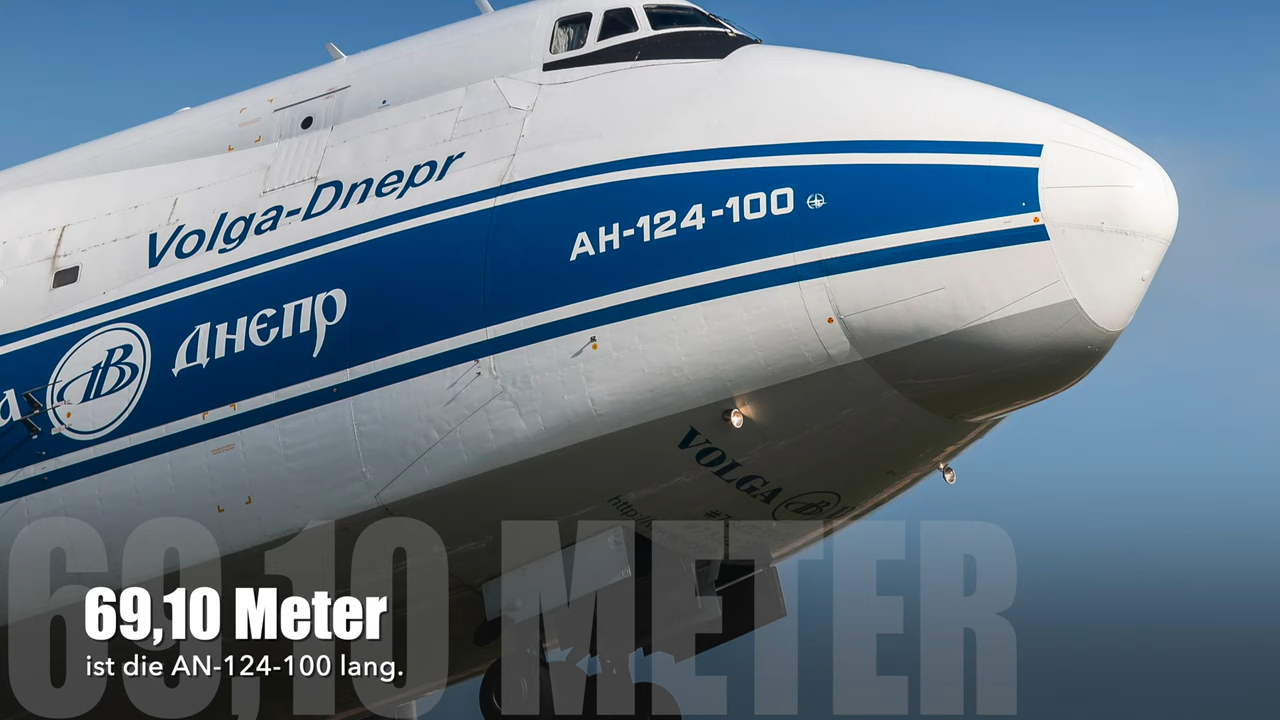 Volga-Dnepr
АН-124-100
ДНЕПР
VOLGA
69,10 METER
69,10 Meter
ist die AN-124-100 lang.